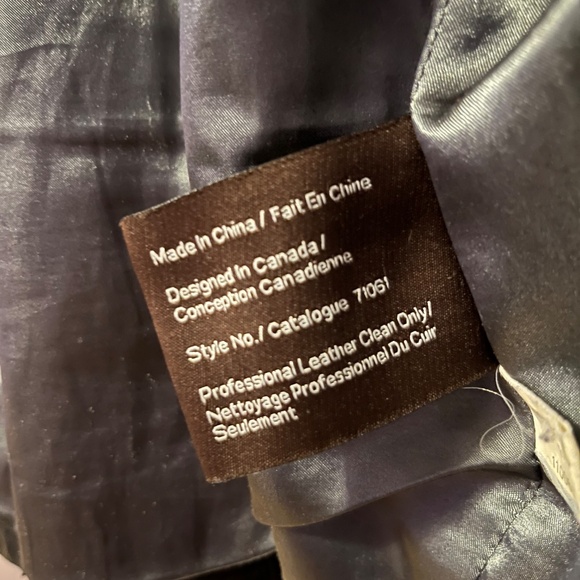 Made In China / Fait En Chine
Designed In Canada /
Conception Canadienne
Style No. / Catalogue 71061
Professional Leather Clean Only /
Nettoyage Professionnel Du Cuir
Seulement